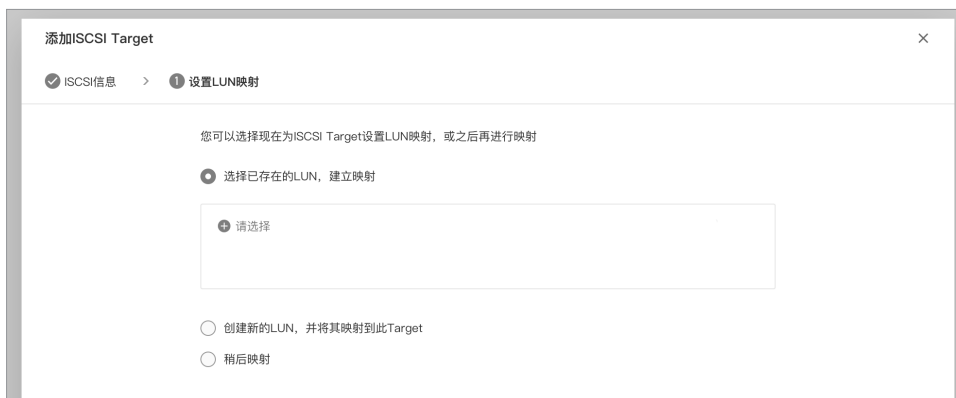 添加ISCSI Target
ISCSI信息 > 1 设置LUN映射
您可以选择现在为ISCSI Target设置LUN映射，或之后再进行映射
选择已存在的LUN，建立映射
请选择
创建新的LUN，并将其映射到此Target
稍后映射